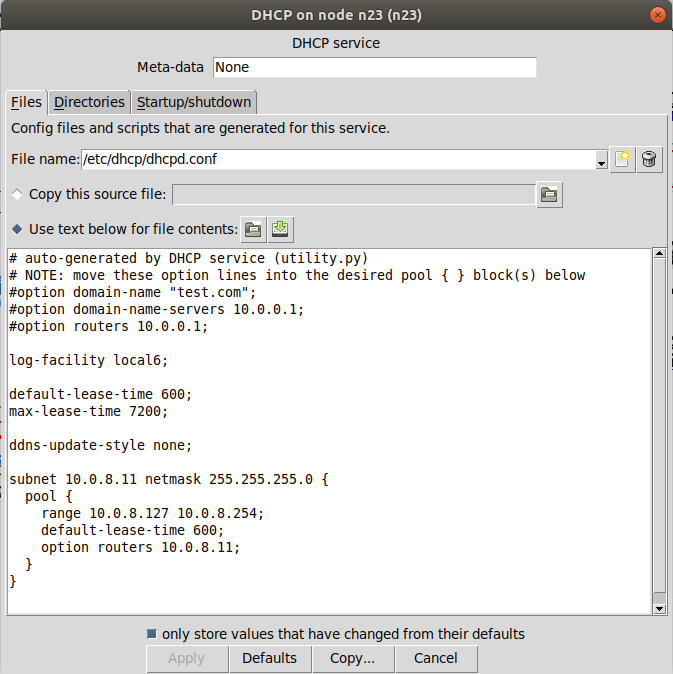 DHCP on node n23 (n23)
DHCP service
Meta-data None
Files Directories Startup/shutdown
Config files and scripts that are generated for this service.
File name: /etc/dhcp/dhcpd.conf
Copy this source file:
Use text below for file contents:
# auto-generated by DHCP service (utility.py)
# NOTE: move these option lines into the desired pool { } block(s) below
#option domain-name "test.com";
#option domain-name-servers 10.0.0.1;
#option routers 10.0.0.1;
log-facility local6;
default-lease-time 600;
max-lease-time 7200;
ddns-update-style none;
subnet 10.0.8.11 netmask 255.255.255.0 {
  pool {
    range 10.0.8.127 10.0.8.254;
    default-lease-time 600;
    option routers 10.0.8.11;
  }
}
only store values that have changed from their defaults
Apply Defaults Copy... Cancel